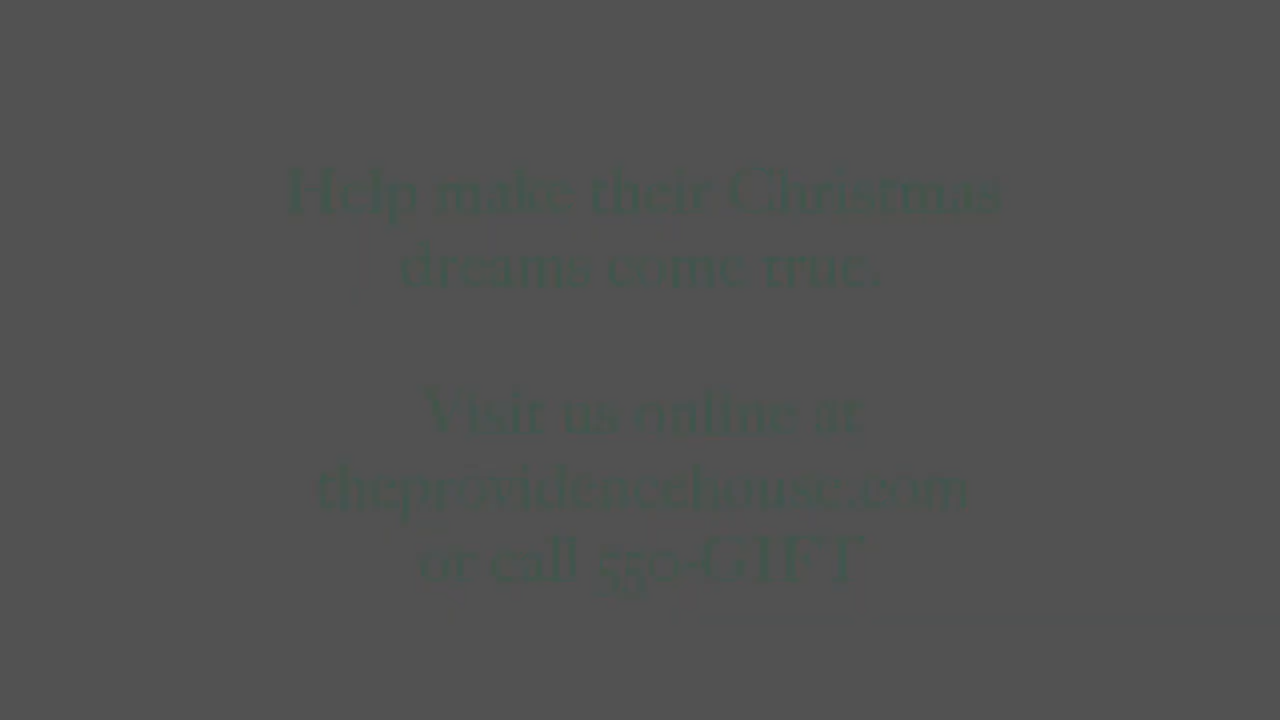 Help make their Christmas
dreams come true.
Visit us online at
theprovidencehouse.com
or call 550-GIFT